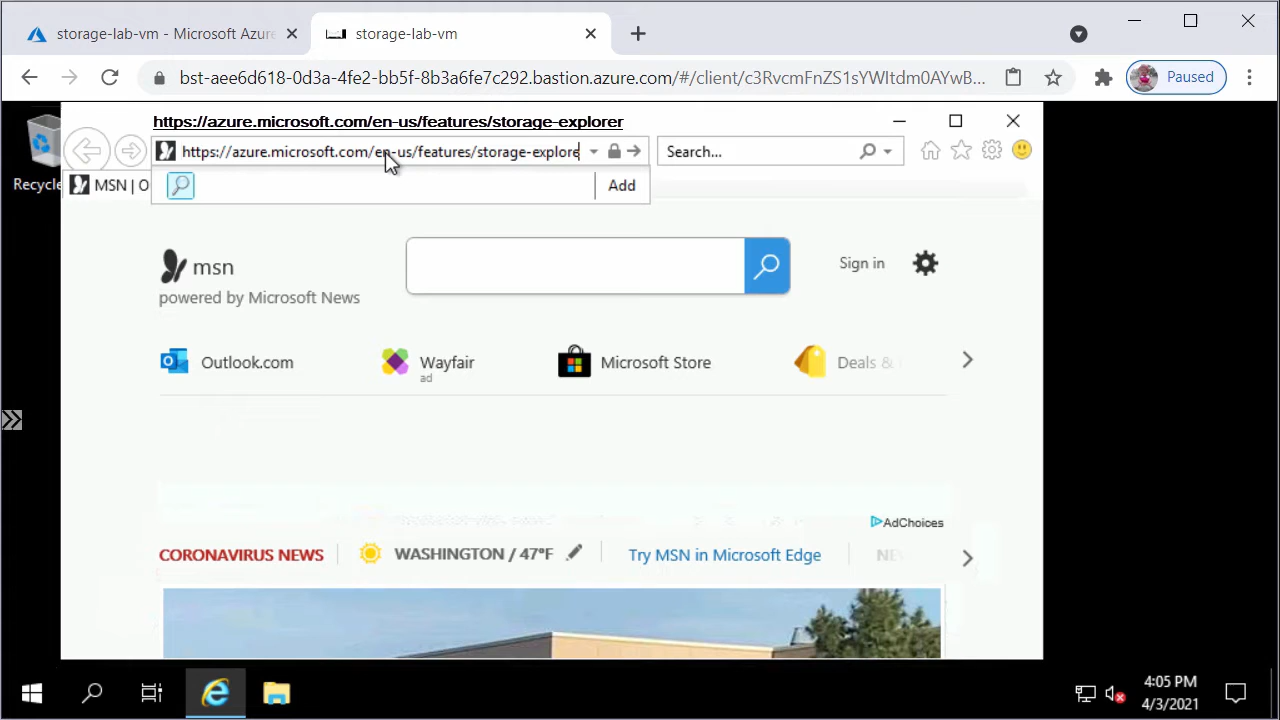 storage-lab-vm - Microsoft Azure
storage-lab-vm
bst-aee6d618-0d3a-4fe2-bb5f-8b3a6fe7c292.bastion.azure.com/#/client/c3RvcmFnZS1sYWItdm0AYwB...
Paused
https://azure.microsoft.com/en-us/features/storage-explorer
https://azure.microsoft.com/en-us/features/storage-explore
Search...
Recycle
MSN | O
Add
msn
powered by Microsoft News
Sign in
Outlook.com
Wayfair
ad
Microsoft Store
Deals &
AdChoices
CORONAVIRUS NEWS
WASHINGTON / 47°F
Try MSN in Microsoft Edge
NE
4:05 PM
4/3/2021